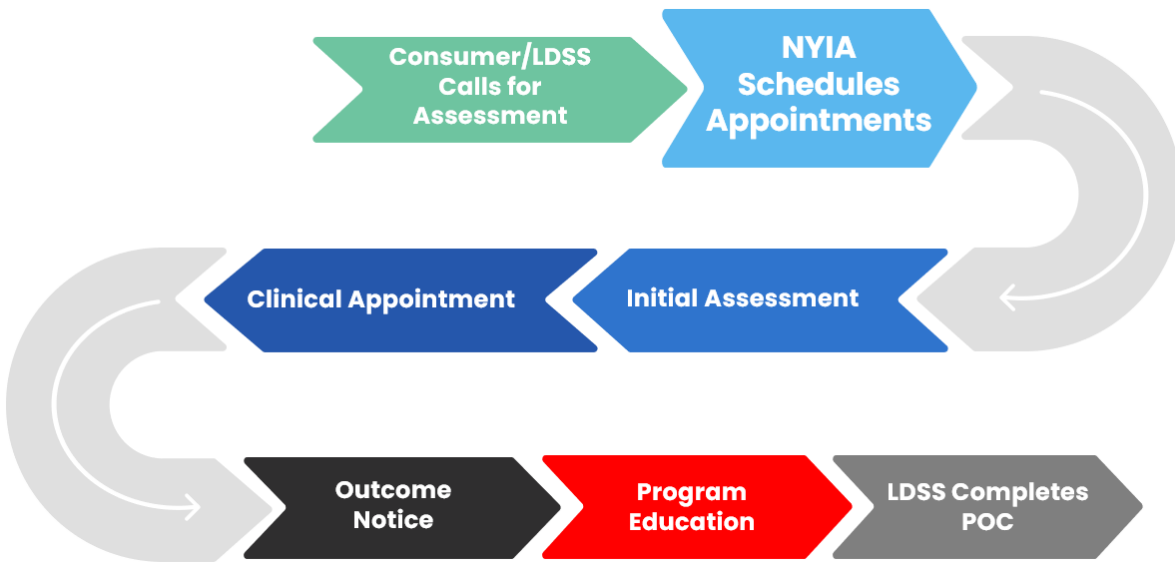 Consumer/LDSS
Calls for
Assessment
NYIA
Schedules
Appointments
Initial Assessment
Clinical Appointment
Outcome
Notice
Program
Education
LDSS Completes
POC